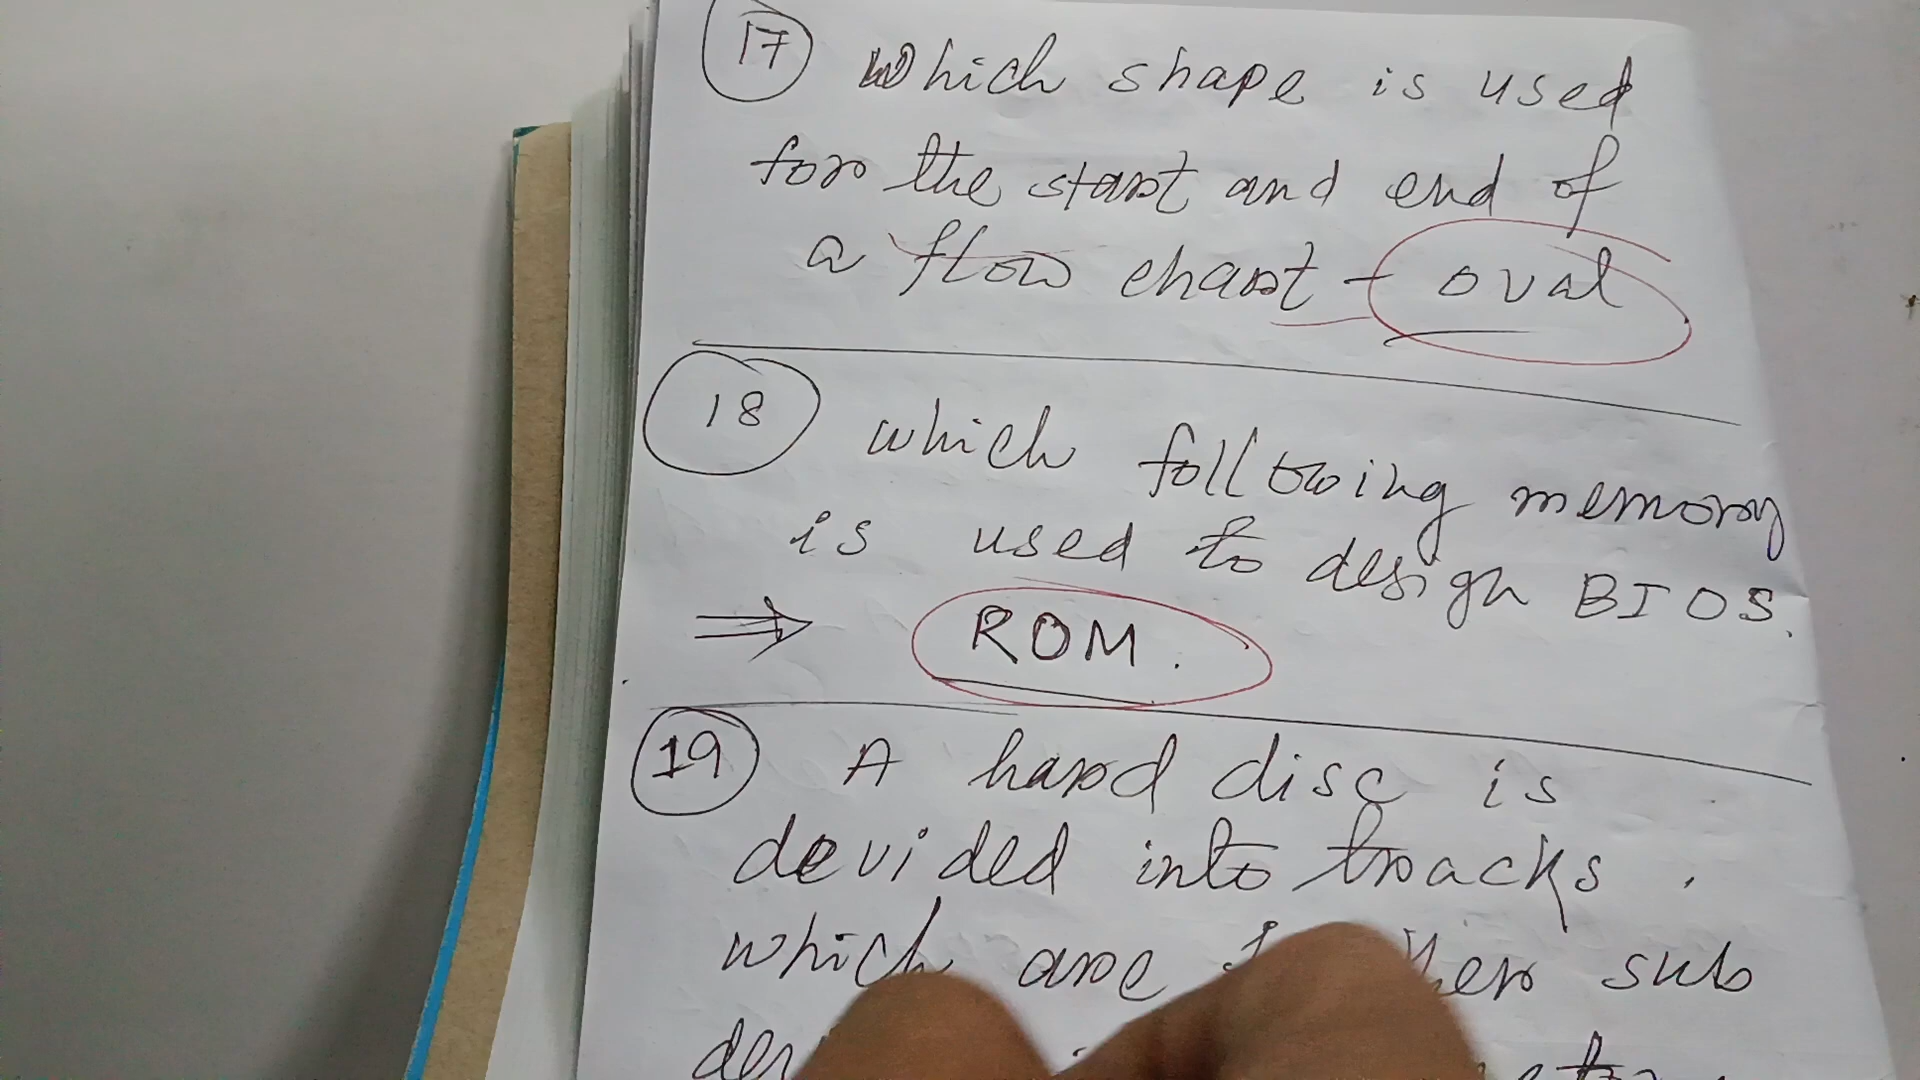 17 Which shape is used
for the start and end of
a flow chart - oval
18 which following memory
is used to design BIOS.
⇒ ROM.
19 A hard disc is
devided into tracks.
which are sub